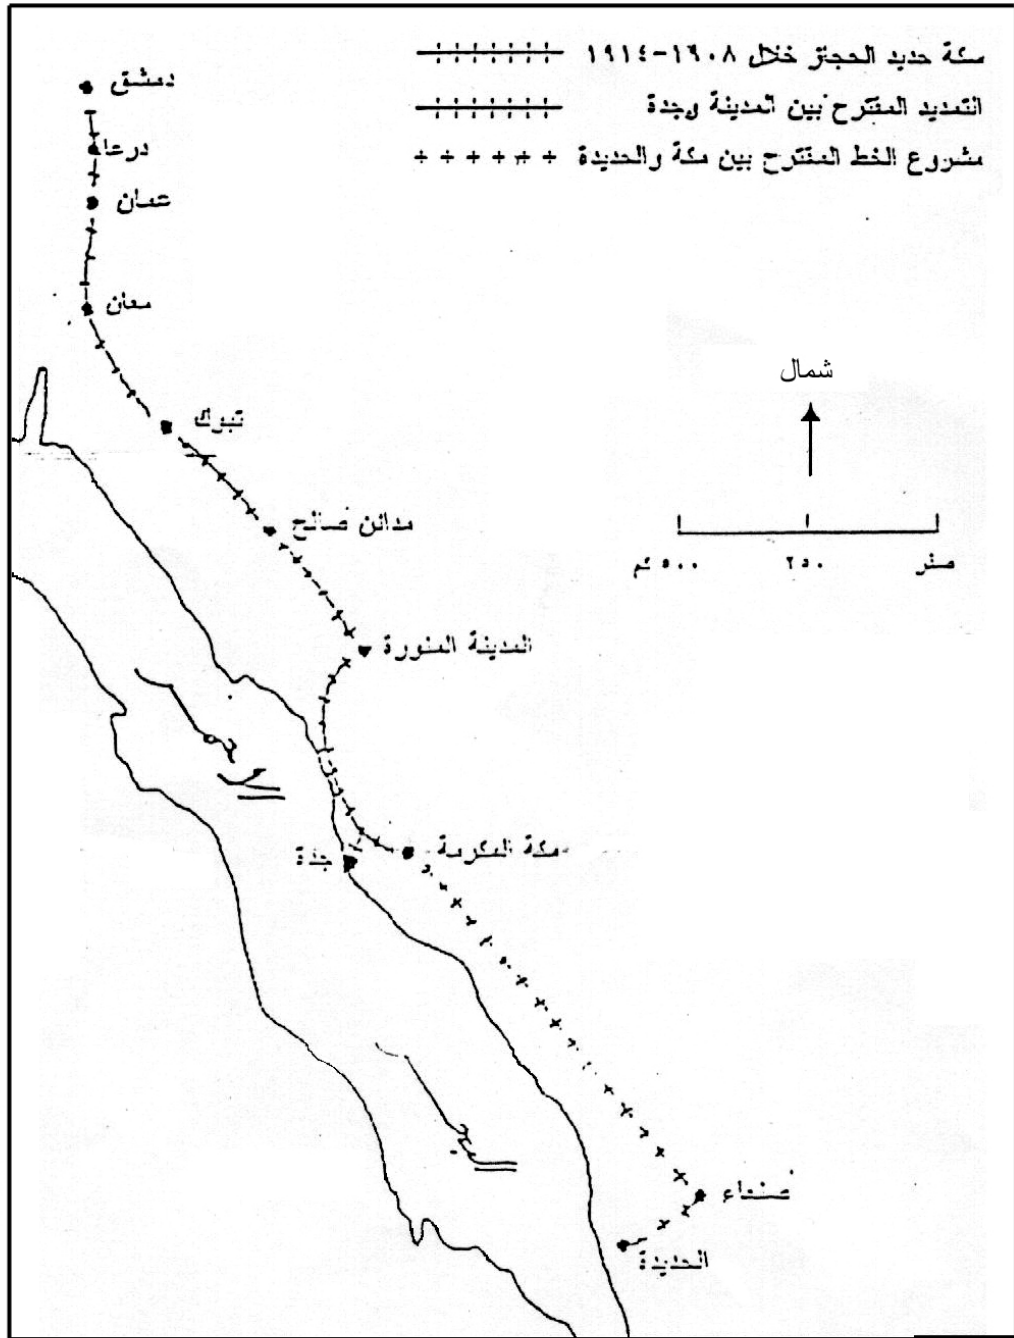 سكة حديد الحجاز خلال ١٩٠٨-١٩١٤
التمديد المقترح بين المدينة وجدة
مشروع الخط المقترح بين مكة والحديدة
دمشق
درعا
عمان
معان
شمال
تبوك
مدائن صالح
صفر ٢٥٠ ٥٠٠ كم
المدينة المنورة
مكة المكرمة
جدة
صنعاء
الحديدة